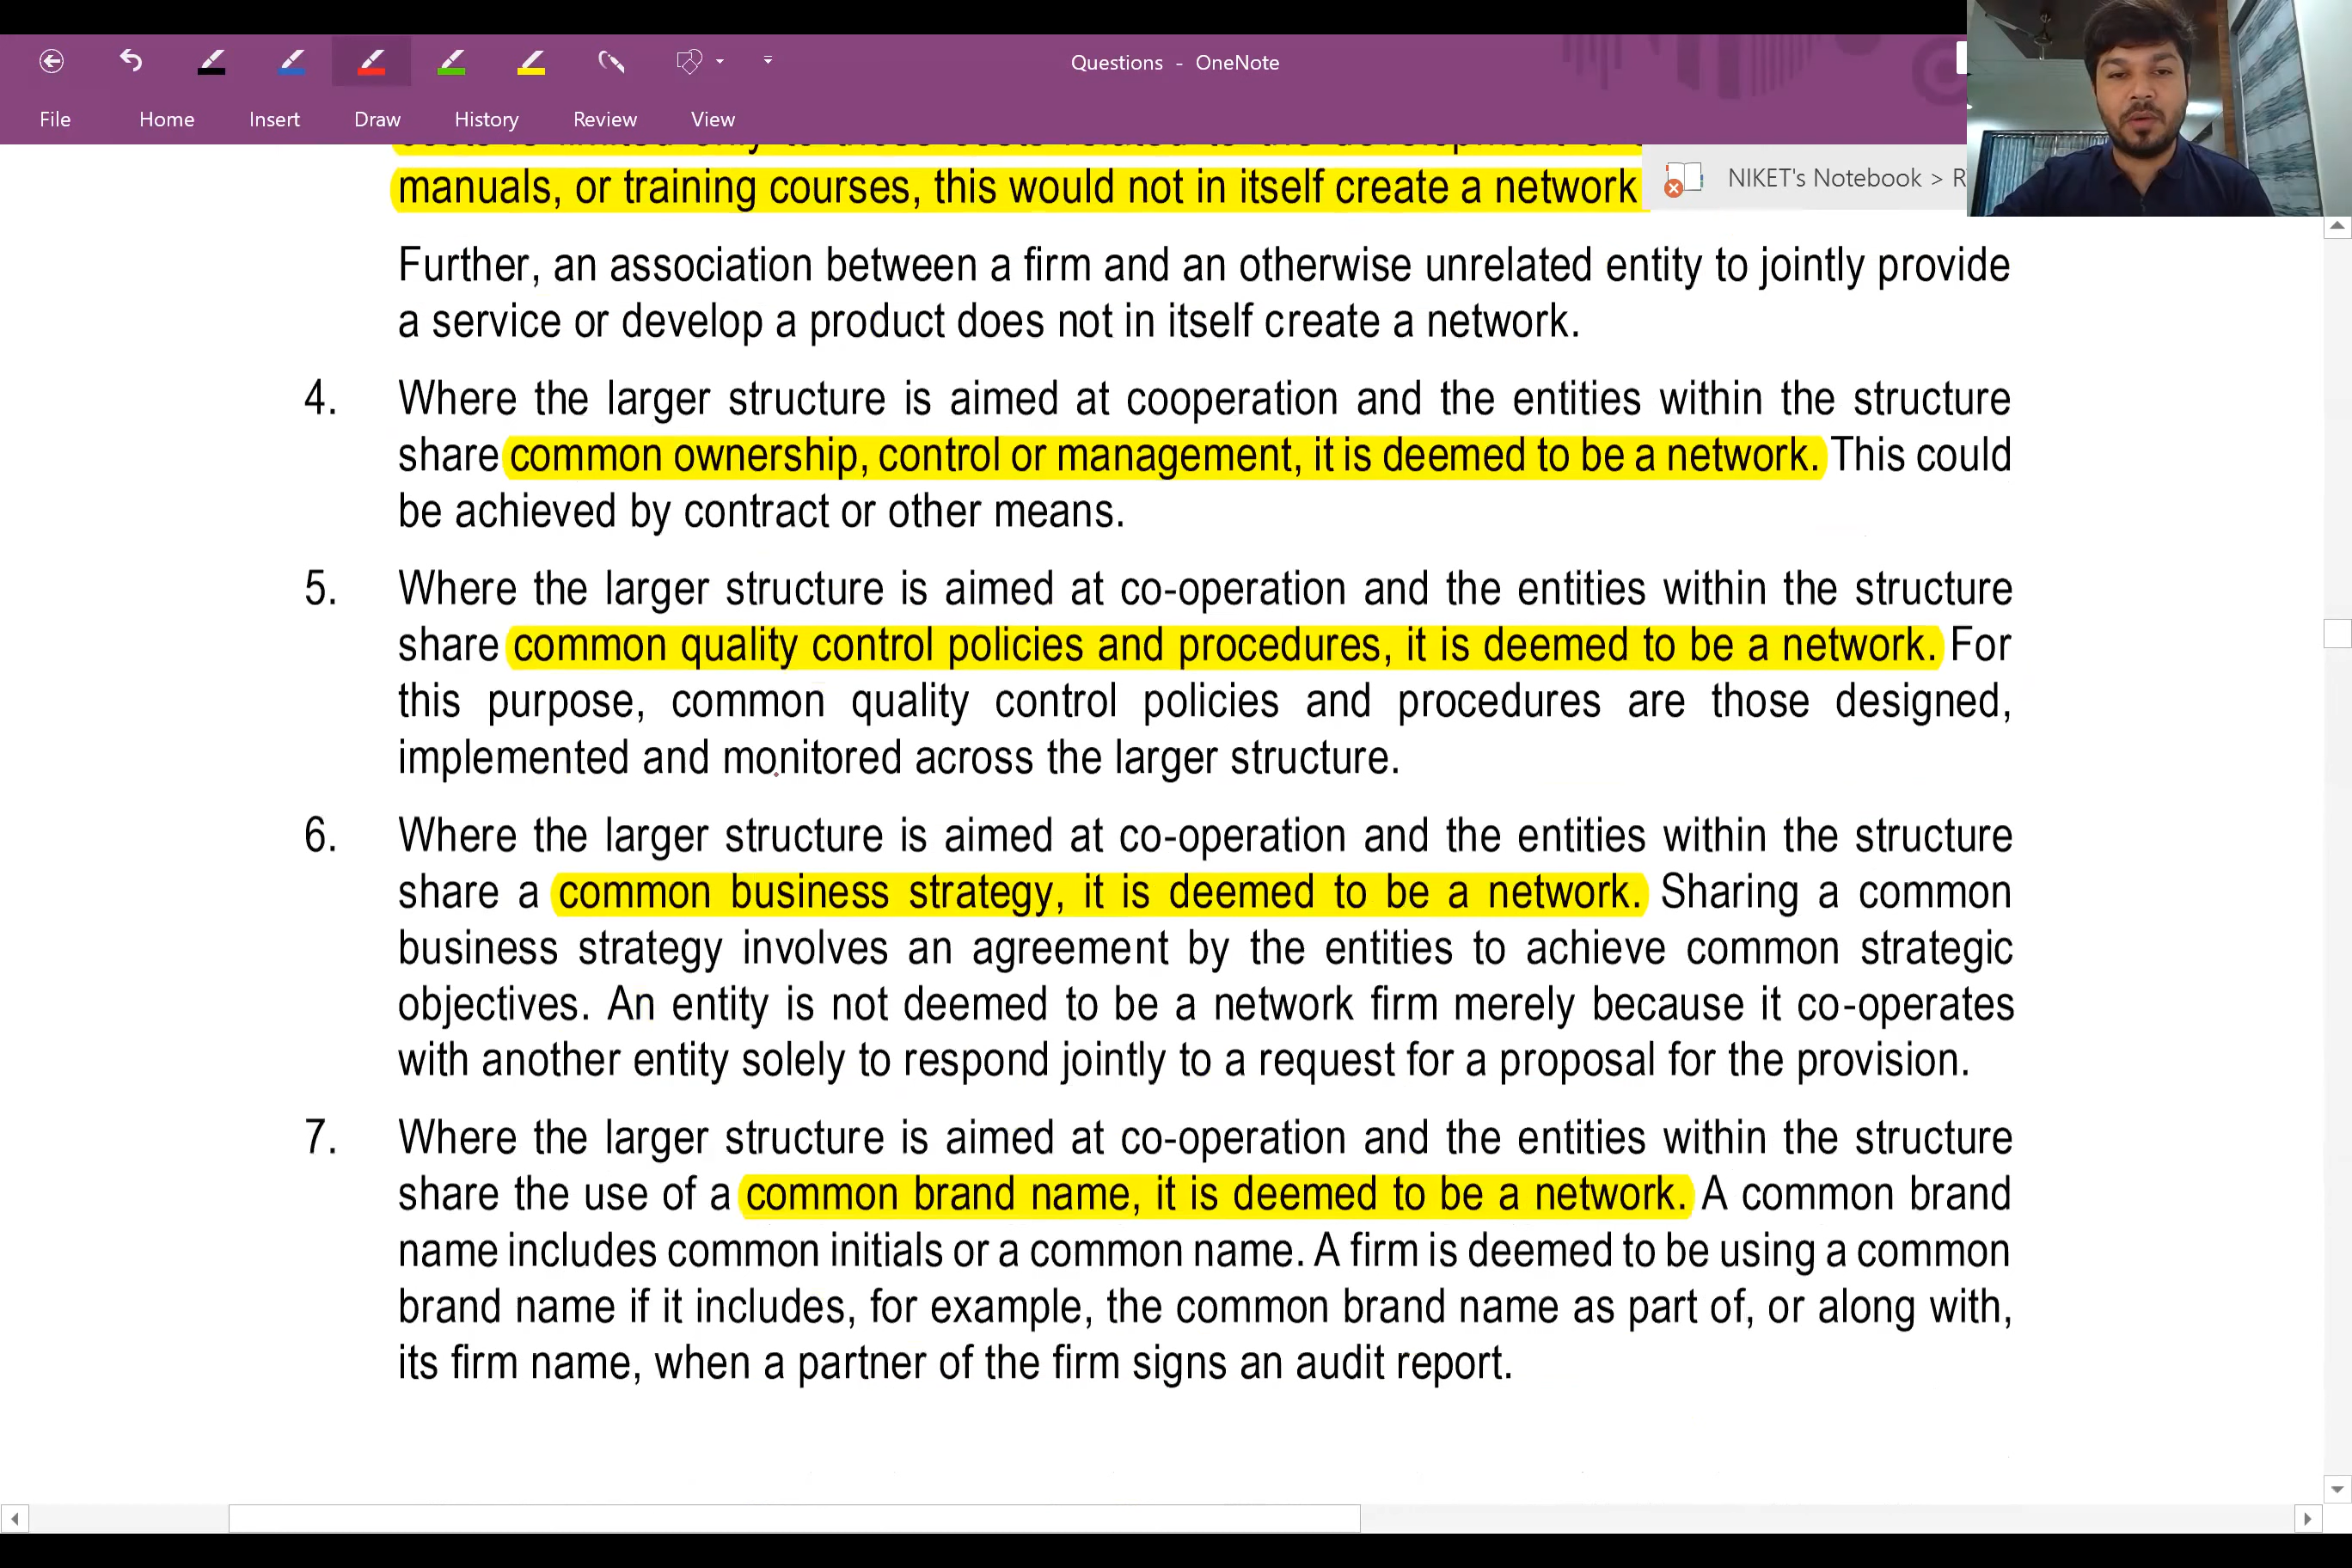 Questions - OneNote
File Home Insert Draw History Review View
NIKET's Notebook > R
manuals, or training courses, this would not in itself create a network
Further, an association between a firm and an otherwise unrelated entity to jointly provide
a service or develop a product does not in itself create a network.
4. Where the larger structure is aimed at cooperation and the entities within the structure
share common ownership, control or management, it is deemed to be a network. This could
be achieved by contract or other means.
5. Where the larger structure is aimed at co-operation and the entities within the structure
share common quality control policies and procedures, it is deemed to be a network. For
this purpose, common quality control policies and procedures are those designed,
implemented and monitored across the larger structure.
6. Where the larger structure is aimed at co-operation and the entities within the structure
share a common business strategy, it is deemed to be a network. Sharing a common
business strategy involves an agreement by the entities to achieve common strategic
objectives. An entity is not deemed to be a network firm merely because it co-operates
with another entity solely to respond jointly to a request for a proposal for the provision.
7. Where the larger structure is aimed at co-operation and the entities within the structure
share the use of a common brand name, it is deemed to be a network. A common brand
name includes common initials or a common name. A firm is deemed to be using a common
brand name if it includes, for example, the common brand name as part of, or along with,
its firm name, when a partner of the firm signs an audit report.